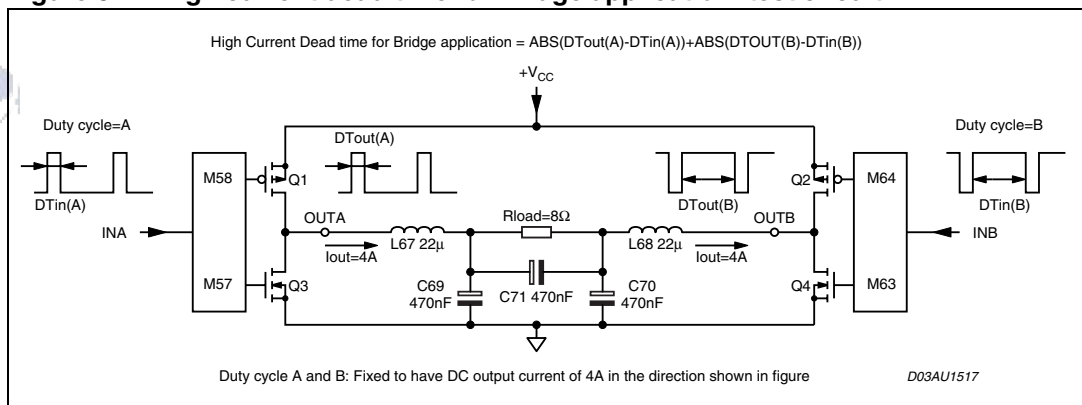 High Current Dead time for Bridge application = ABS(DTout(A)-DTin(A))+ABS(DTOUT(B)-DTin(B))
+VCC
Duty cycle=A
DTout(A)
Duty cycle=B
M58
Q1
Q2
M64
DTin(A)
DTout(B)
DTin(B)
OUTA
Rload=8Ω
OUTB
INA
L67 22µ
L68 22µ
INB
Iout=4A
Iout=4A
M57
Q3
C69
470nF
C71 470nF
C70
470nF
Q4
M63
Duty cycle A and B: Fixed to have DC output current of 4A in the direction shown in figure
D03AU1517